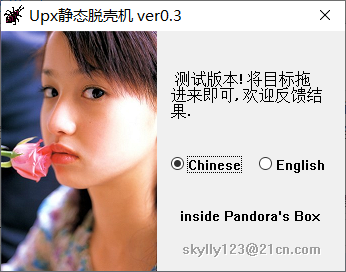 Upx静态脱壳机 ver0.3
测试版本! 将目标拖
进来即可, 欢迎反馈结
果.
Chinese English
inside Pandora's Box
skylly123@21cn.com